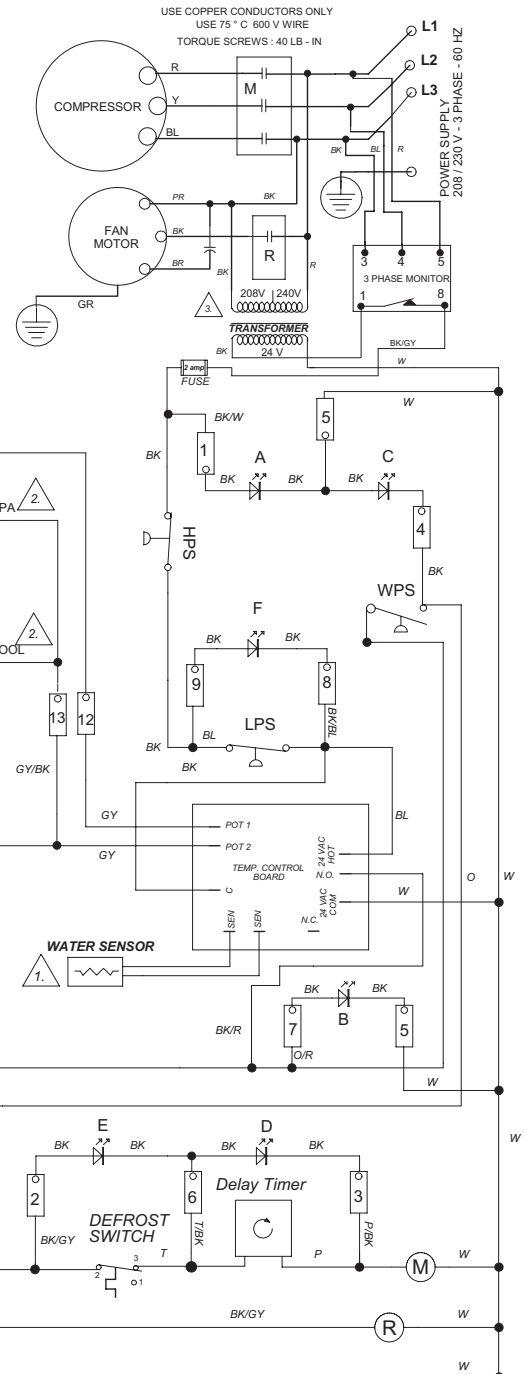 USE COPPER CONDUCTORS ONLY
USE 75 ° C 600 V WIRE
TORQUE SCREWS : 40 LB - IN
L1
L2
L3
POWER SUPPLY
208 / 230 V - 3 PHASE - 60 HZ
COMPRESSOR
R
Y
BL
M
BK
BL
R
FAN
MOTOR
PR
BK
BR
BK
GR
BK
R
R
3
4
5
3 PHASE MONITOR
1
8
3.
208V
240V
TRANSFORMER
24 V
BK
BK/GY
W
2 amp
FUSE
BK/W
5
W
1
BK
A
BK
BK
BK
C
4
BK
HPS
WPS
PA
2.
OOL
2.
F
BK
BK
9
8
BK/BL
LPS
BK
BL
BK
13
12
GY/BK
GY
GY
POT 1
POT 2
TEMP. CONTROL
BOARD
C
24 VAC
HOT
N.O.
24 VAC
COM
N.C.
SEN
SEN
BL
W
O
W
WATER SENSOR
1.
BK/R
BK
BK
B
7
5
O/R
W
W
E
BK
BK
D
BK
BK
2
6
3
Delay Timer
DEFROST
SWITCH
BK/GY
T
T/BK
P
P/BK
2
3
1
M
W
BK/GY
R
W
W